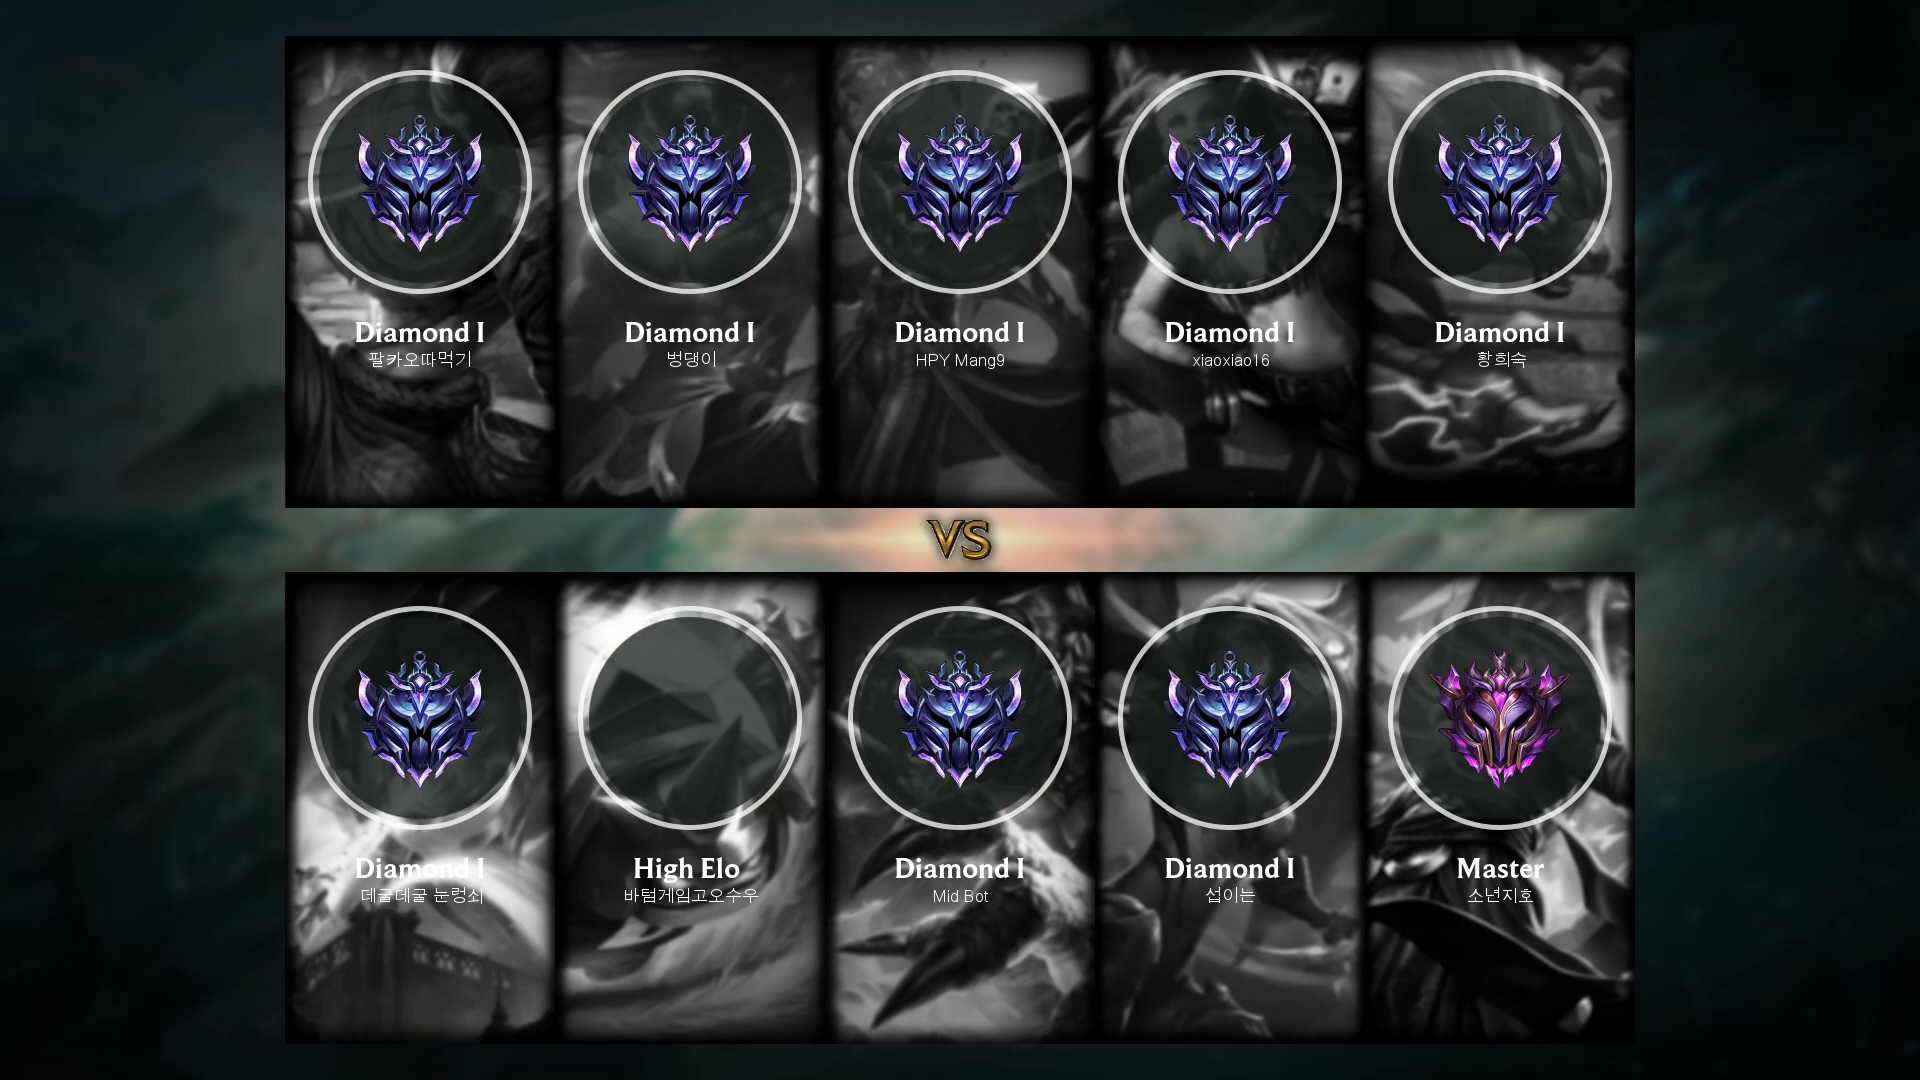 Diamond I
팔카오따먹기
Diamond I
벙댕이
Diamond I
HPY Mang9
Diamond I
xiaoxiao16
Diamond I
황희숙
VS
Diamond I
데굴데굴 눈렁쇠
High Elo
바텀게임고오수우
Diamond I
Mid Bot
Diamond I
섭이는
Master
소년지호